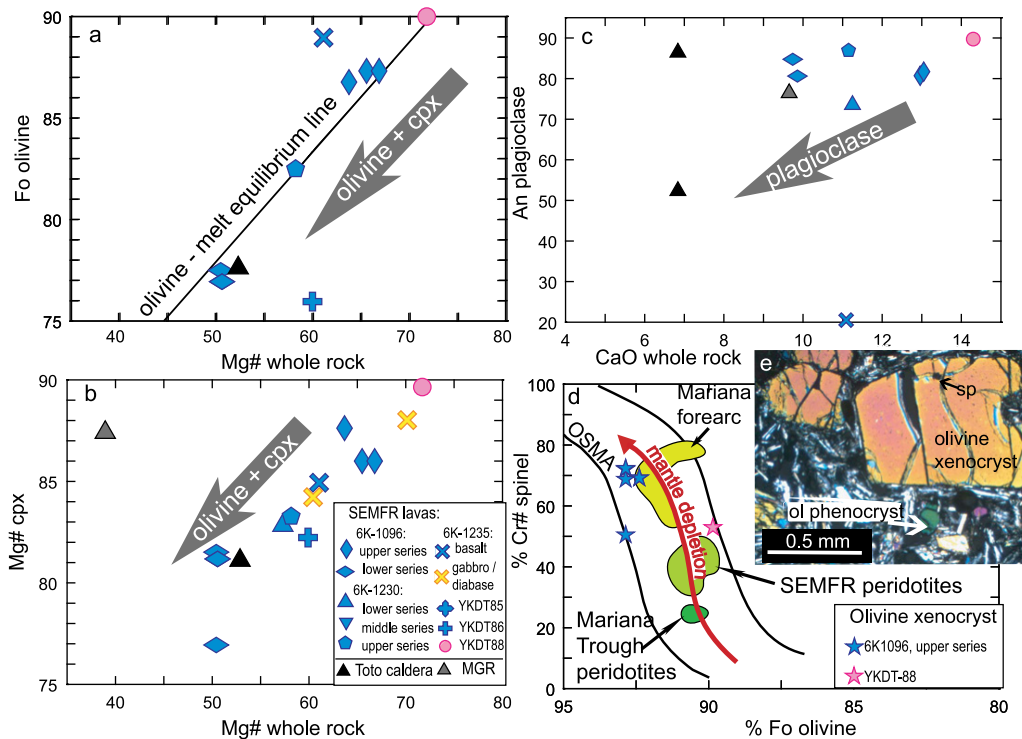 a
Fo olivine
90
85
80
75
olivine - melt equilibrium line
olivine + cpx
40
50
60
70
80
Mg# whole rock
c
An plagioclase
90
80
70
60
50
40
30
20
plagioclase
4
6
8
10
12
14
CaO whole rock
b
Mg# cpx
90
85
80
75
olivine + cpx
SEMFR lavas:
6K-1096:
upper series
lower series
6K-1230:
lower series
middle series
upper series
6K-1235:
basalt
gabbro /
diabase
YKDT85
YKDT86
YKDT88
Toto caldera
MGR
40
50
60
70
80
Mg# whole rock
d
% Cr# spinel
100
80
60
40
20
0
OSMA
Mariana
forearc
mantle depletion
SEMFR peridotites
Mariana
Trough
peridotites
Olivine xenocryst
6K1096, upper series
YKDT-88
95
90
85
80
% Fo olivine
e
sp
olivine
xenocryst
ol phenocryst
0.5 mm